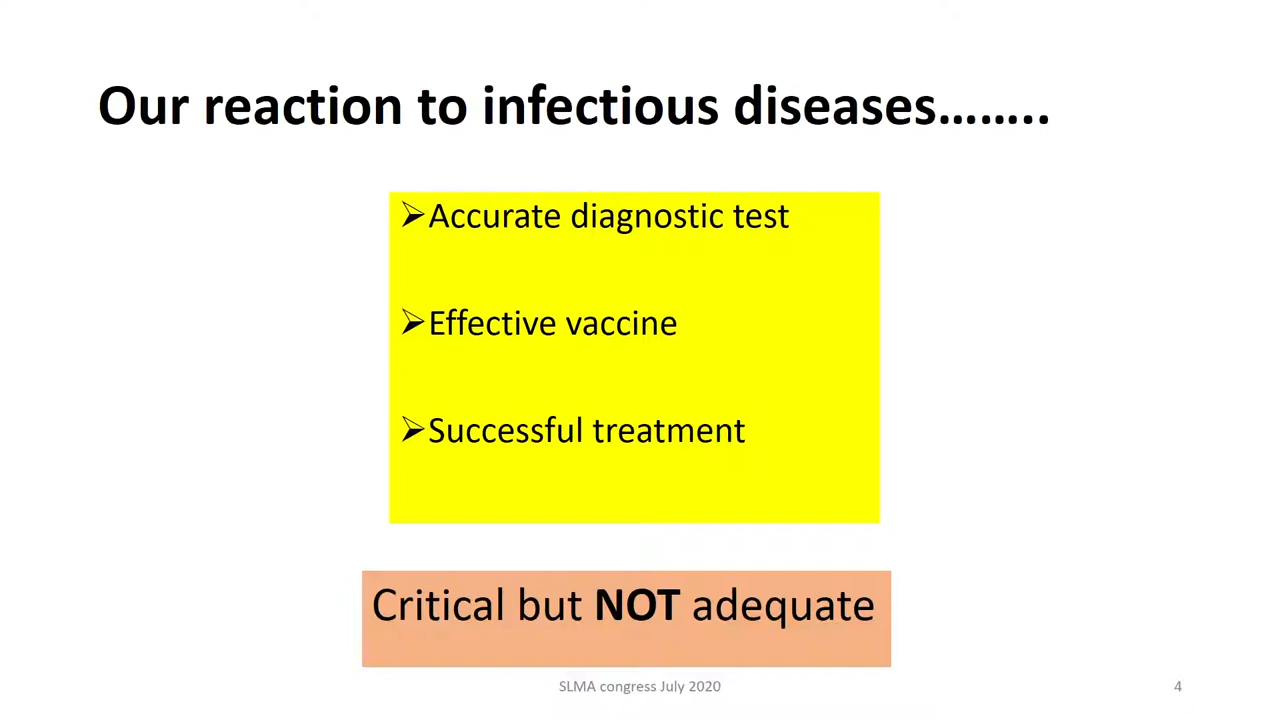 Our reaction to infectious diseases……..
➢Accurate diagnostic test
➢Effective vaccine
➢Successful treatment
Critical but NOT adequate
SLMA congress July 2020
4